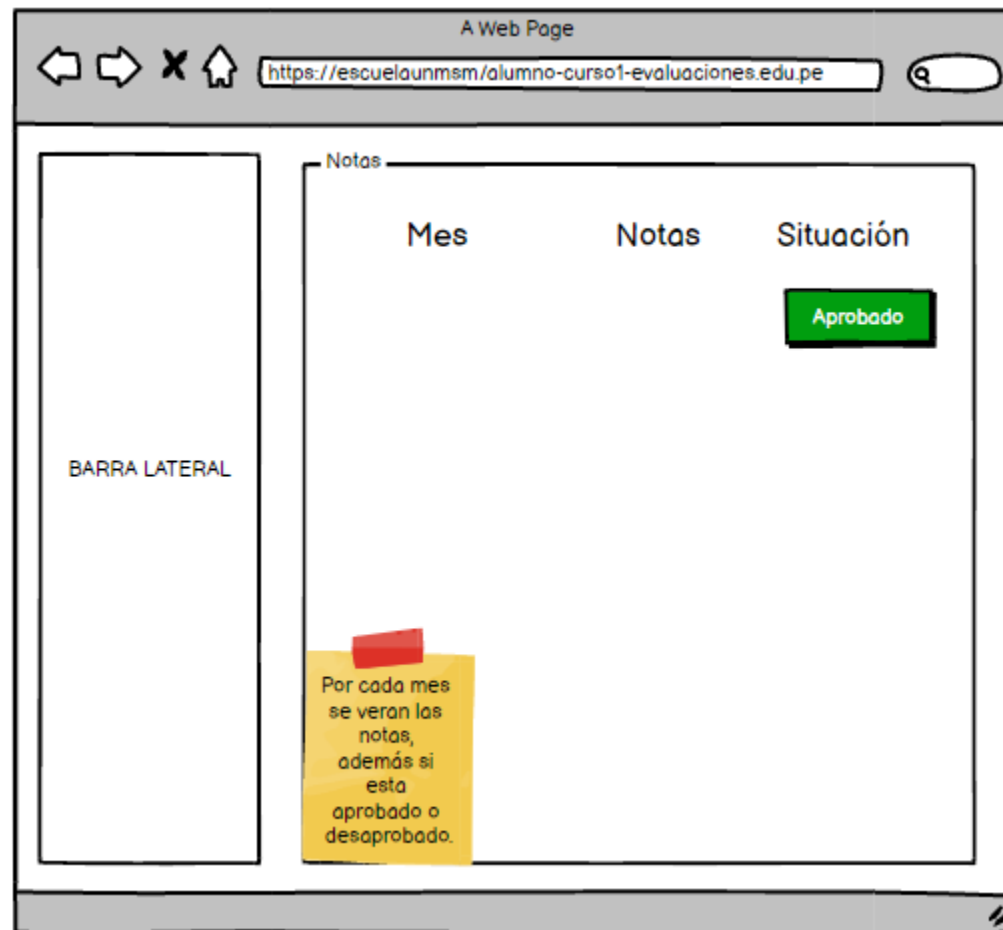 A Web Page
https://escuelaunmsm/alumno-curso1-evaluaciones.edu.pe
Notas
Mes Notas Situación
Aprobado
BARRA LATERAL
Por cada mes
se veran las
notas,
además si
esta
aprobado o
desaprobado.